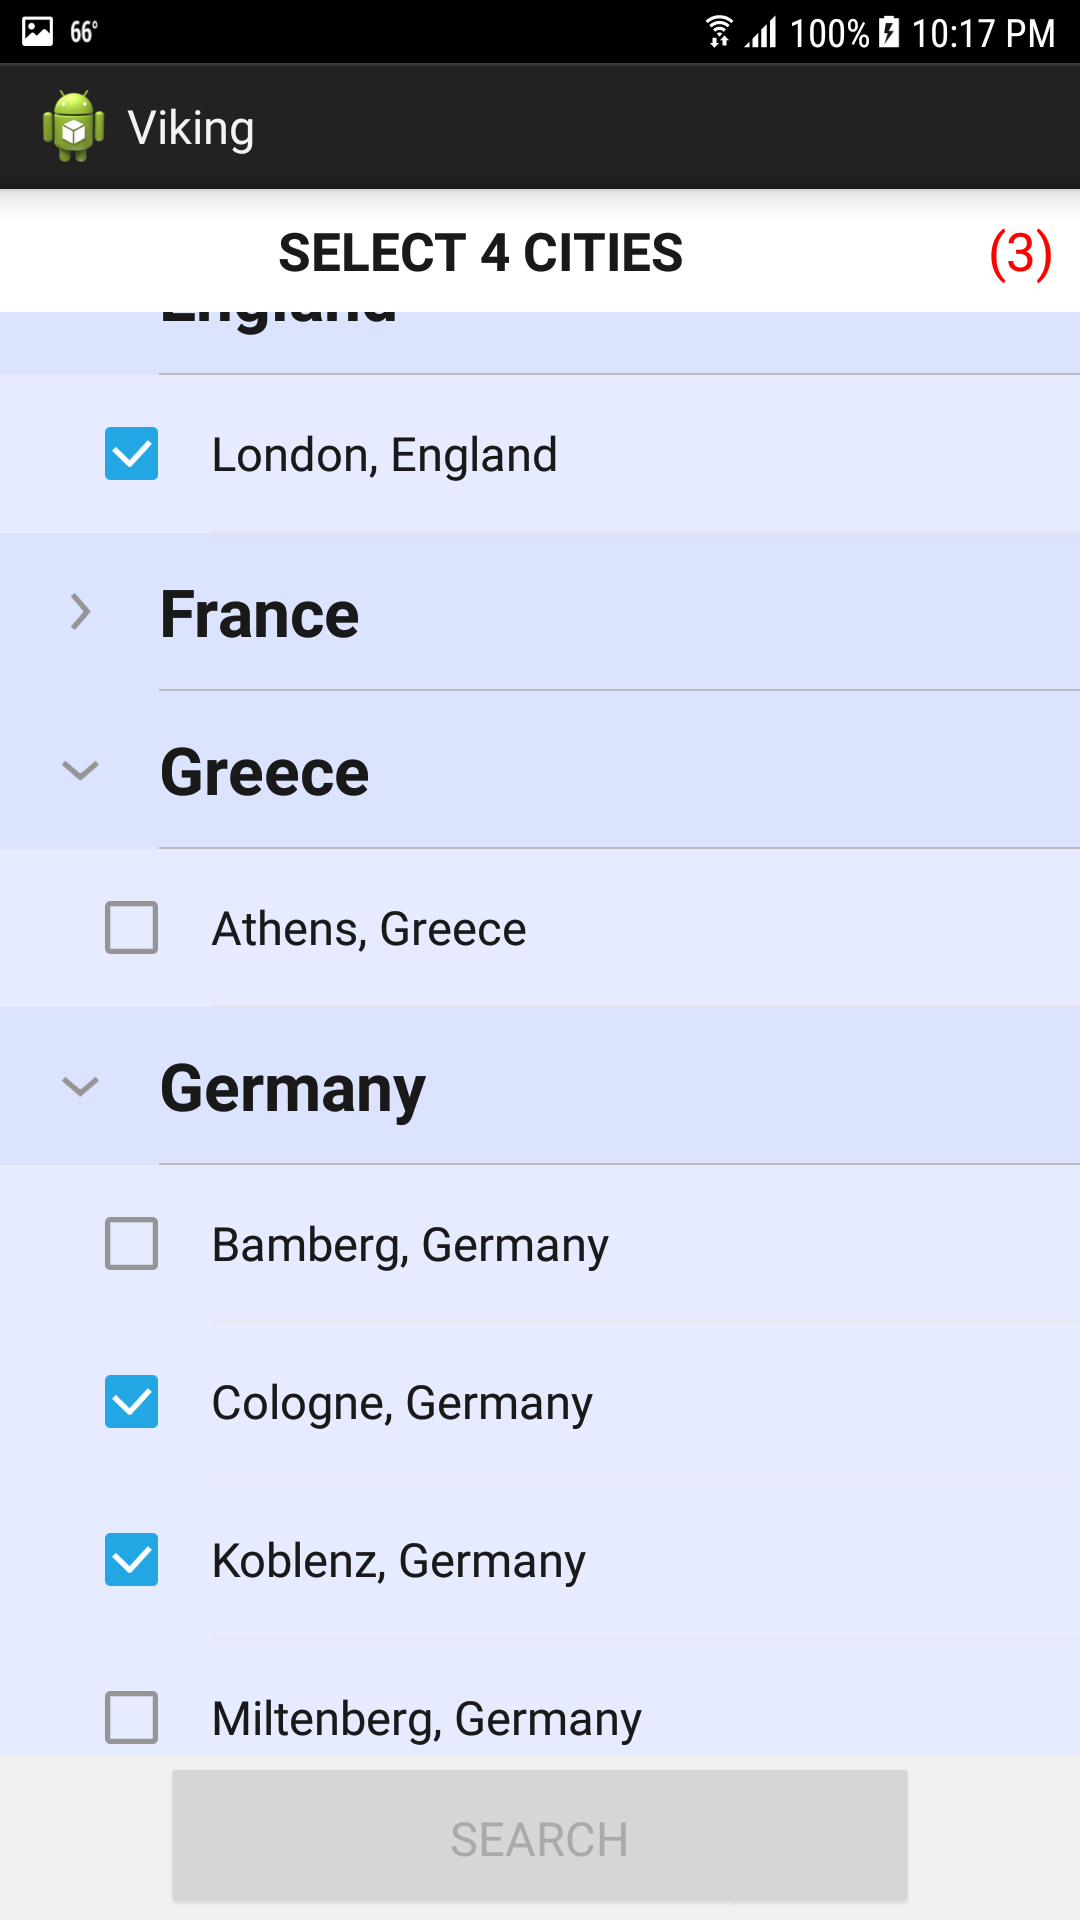 66°
100% 10:17 PM
Viking
SELECT 4 CITIES
(3)
England
London, England
France
Greece
Athens, Greece
Germany
Bamberg, Germany
Cologne, Germany
Koblenz, Germany
Miltenberg, Germany
SEARCH